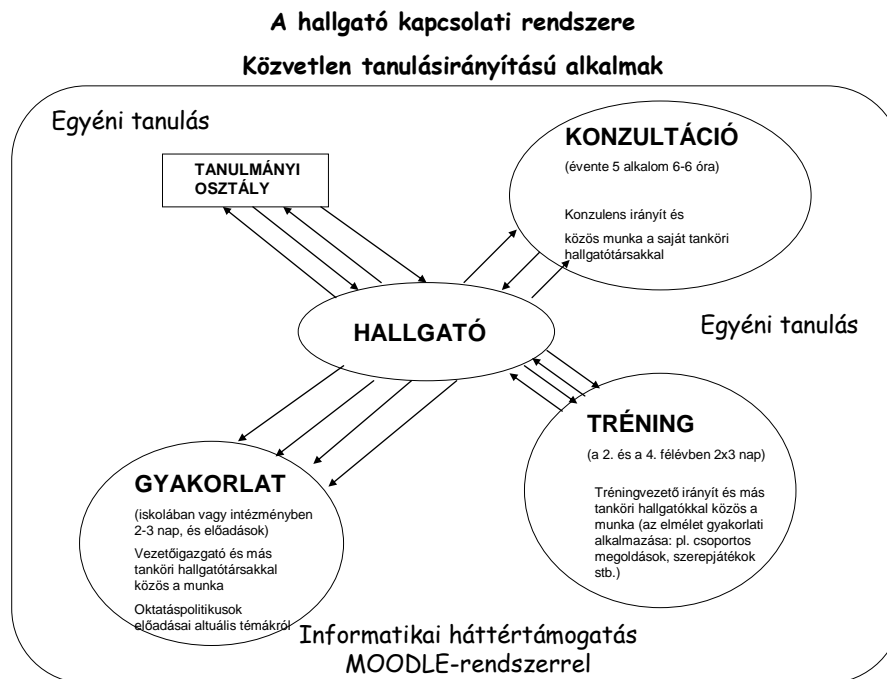 A hallgató kapcsolati rendszere
Közvetlen tanulásirányítású alkalmak
Egyéni tanulás
TANULMÁNYI
OSZTÁLY
KONZULTÁCIÓ
(évente 5 alkalom 6-6 óra)
Konzulens irányít és
közös munka a saját tanköri
hallgatótársakkal
HALLGATÓ
Egyéni tanulás
TRÉNING
(a 2. és a 4. félévben 2x3 nap)
Tréningvezető irányít és más
tanköri hallgatókkal közös a
munka (az elmélet gyakorlati
alkalmazása: pl. csoportos
megoldások, szerepjátékok
stb.)
GYAKORLAT
(iskolában vagy intézményben
2-3 nap, és előadások)
Vezetőigazgató és más
tanköri hallgatótársakkal
közös a munka
Oktatáspolitikusok
előadásai altuális témákról
Informatikai háttértámogatás
MOODLE-rendszerrel